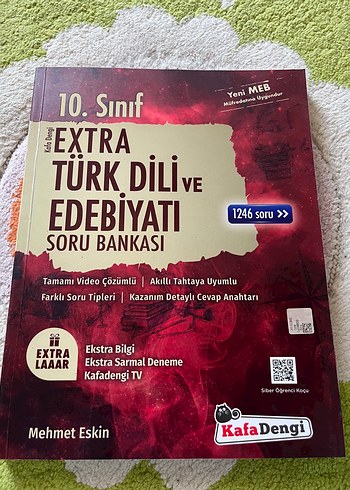 10. Sınıf
Yeni MEB
Müfredatına Uygundur
Kafa Dengi
EXTRA
TÜRK DİLİ VE
EDEBİYATI
SORU BANKASI
1246 soru >>
Tamamı Video Çözümlü | Akıllı Tahtaya Uyumlu
Farklı Soru Tipleri | Kazanım Detaylı Cevap Anahtarı
EXTRA
LAAAR
Ekstra Bilgi
Ekstra Sarmal Deneme
Kafadengi TV
Siber Öğrenci Koçu
Mehmet Eskin
KafaDengi